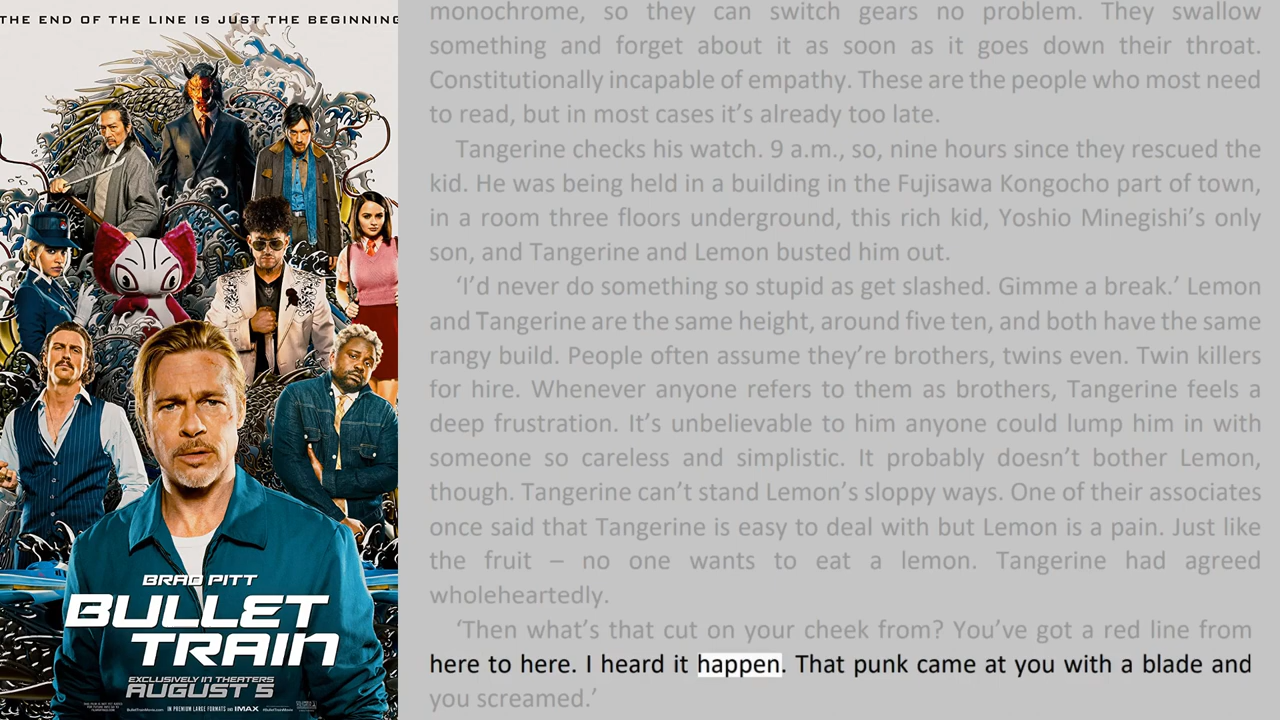 THE END OF THE LINE IS JUST THE BEGINNING
BRAD PITT
BULLET
TRAIN
EXCLUSIVELY IN THEATERS
AUGUST 5
BulletTrainMovie.com
IN PREMIUM LARGE FORMATS AND IMAX
#BulletTrainMovie
monochrome, so they can switch gears no problem. They swallow
something and forget about it as soon as it goes down their throat.
Constitutionally incapable of empathy. These are the people who most need
to read, but in most cases it’s already too late.
Tangerine checks his watch. 9 a.m., so, nine hours since they rescued the
kid. He was being held in a building in the Fujisawa Kongocho part of town,
in a room three floors underground, this rich kid, Yoshio Minegishi’s only
son, and Tangerine and Lemon busted him out.
‘I’d never do something so stupid as get slashed. Gimme a break.’ Lemon
and Tangerine are the same height, around five ten, and both have the same
rangy build. People often assume they’re brothers, twins even. Twin killers
for hire. Whenever anyone refers to them as brothers, Tangerine feels a
deep frustration. It’s unbelievable to him anyone could lump him in with
someone so careless and simplistic. It probably doesn’t bother Lemon,
though. Tangerine can’t stand Lemon’s sloppy ways. One of their associates
once said that Tangerine is easy to deal with but Lemon is a pain. Just like
the fruit – no one wants to eat a lemon. Tangerine had agreed
wholeheartedly.
‘Then what’s that cut on your cheek from? You’ve got a red line from
here to here. I heard it happen. That punk came at you with a blade and
you screamed.’